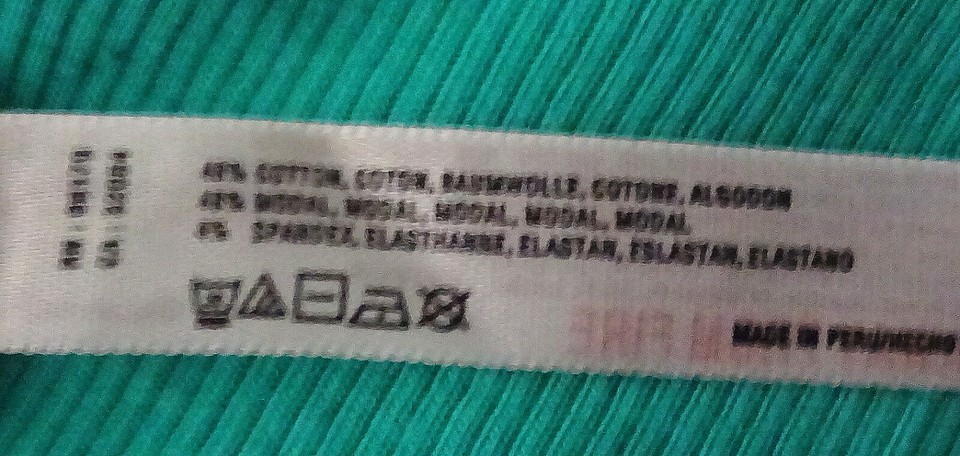 48% COTTON, COTON, BAUMWOLLE, COTONE, ALGODON
48% MODAL, MODAL, MODAL, MODAL, MODAL
4% SPANDEX, ELASTHANNE, ELASTAN, ESLASTAN, ELASTANO
MADE IN PERU/HECHO